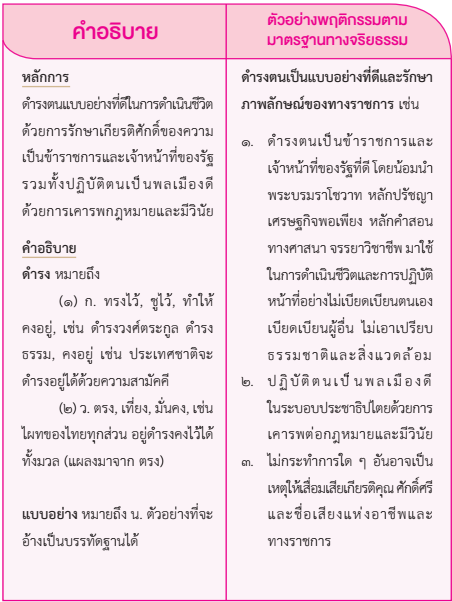 คำอธิบาย
ตัวอย่างพฤติกรรมตาม
มาตรฐานทางจริยธรรม
หลักการ
ดำรงตนแบบอย่างที่ดีในการดำเนินชีวิต
ด้วยการรักษาเกียรติศักดิ์ของความ
เป็นข้าราชการและเจ้าหน้าที่ของรัฐ
รวมทั้งปฏิบัติตนเป็นพลเมืองดี
ด้วยการเคารพกฎหมายและมีวินัย
คำอธิบาย
ดำรง หมายถึง
(๑) ก. ทรงไว้, ชูไว้, ทำให้
คงอยู่, เช่น ดำรงวงศ์ตระกูล ดำรง
ธรรม, คงอยู่ เช่น ประเทศชาติจะ
ดำรงอยู่ได้ด้วยความสามัคคี
(๒) ว. ตรง, เที่ยง, มั่นคง, เช่น
ไผทของไทยทุกส่วน อยู่ดำรงคงไว้ได้
ทั้งมวล (แผลงมาจาก ตรง)
แบบอย่าง หมายถึง น. ตัวอย่างที่จะ
อ้างเป็นบรรทัดฐานได้
ดำรงตนเป็นแบบอย่างที่ดีและรักษา
ภาพลักษณ์ของทางราชการ เช่น
๑. ดำรงตนเป็นข้าราชการและ
เจ้าหน้าที่ของรัฐที่ดี โดยน้อมนำ
พระบรมราโชวาท หลักปรัชญา
เศรษฐกิจพอเพียง หลักคำสอน
ทางศาสนา จรรยาวิชาชีพ มาใช้
ในการดำเนินชีวิตและการปฏิบัติ
หน้าที่อย่างไม่เบียดเบียนตนเอง
เบียดเบียนผู้อื่น ไม่เอาเปรียบ
ธรรมชาติและสิ่งแวดล้อม
๒. ปฏิบัติตนเป็นพลเมืองดี
ในระบอบประชาธิปไตยด้วยการ
เคารพต่อกฎหมายและมีวินัย
๓. ไม่กระทำการใด ๆ อันอาจเป็น
เหตุให้เสื่อมเสียเกียรติคุณ ศักดิ์ศรี
และชื่อเสียงแห่งอาชีพและ
ทางราชการ